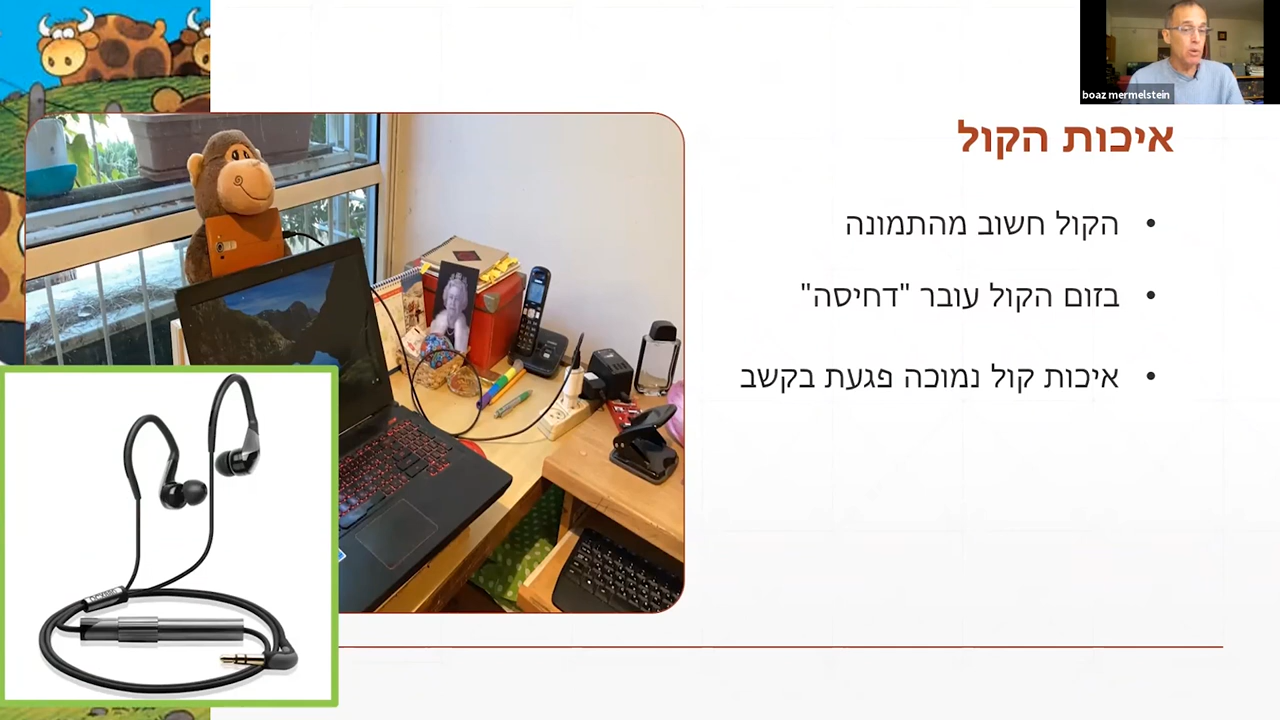 boaz mermelstein
איכות הקול
• הקול חשוב מהתמונה
• בזום הקול עובר "דחיסה"
• איכות קול נמוכה פגעת בקשב